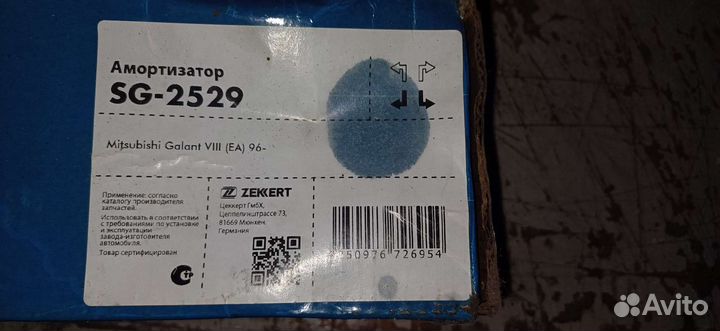 Амортизатор
SG-2529
Mitsubishi Galant VIII (EA) 96-
Применение: согласно
каталогу производителя
запчастей.
Использовать в соответствии
с требованиями по установке
и эксплуатации
завода-изготовителя
автомобиля.
Товар сертифицирован
ZEKKERT
Цеккерт ГмбХ,
Цеппелинштрассе 73,
81669 Мюнхен,
Германия
250976 726954
Avito